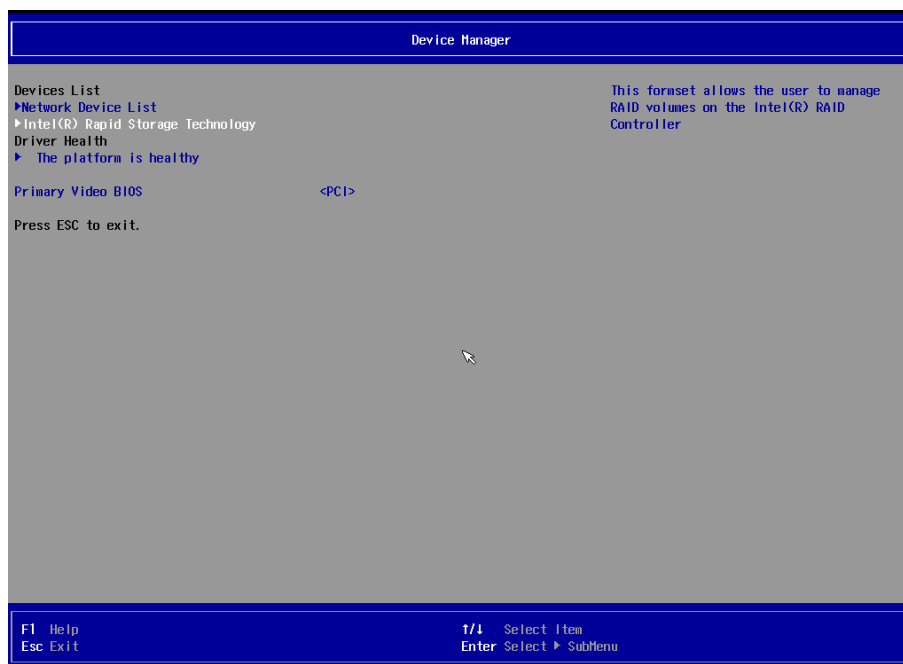 Device Manager
Devices List
▶Network Device List
▶Intel(R) Rapid Storage Technology
Driver Health
▶ The platform is healthy
Primary Video BIOS <PCI>
Press ESC to exit.
This formset allows the user to manage
RAID volumes on the Intel(R) RAID
Controller
F1 Help
Esc Exit
↑/↓ Select Item
Enter Select ▶ SubMenu